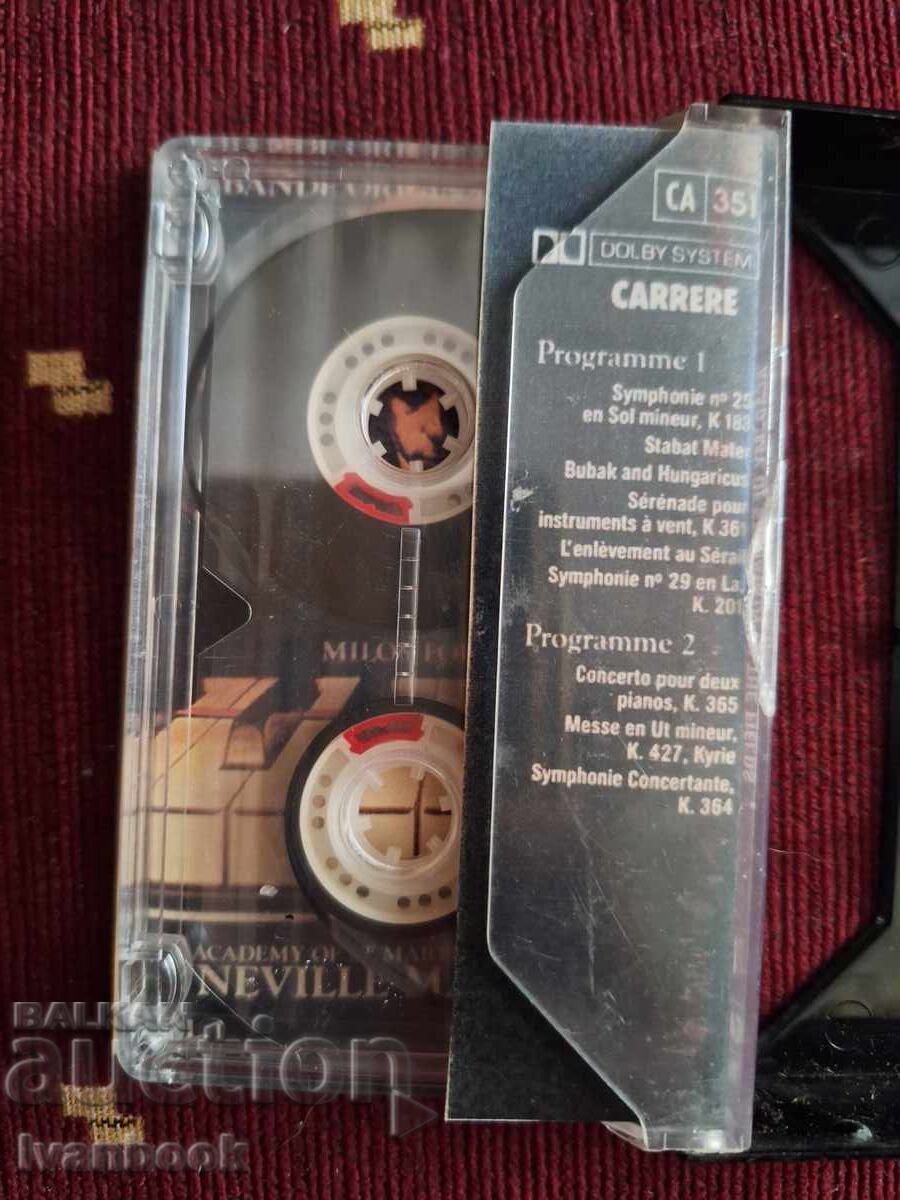 BANDE
CA 351
DOLBY SYSTEM
CARRERE
Programme 1
Symphonie nº 25
en Sol mineur, K 183
Stabat Mater
Bubak and Hungaricus
Sérénade pour
instruments à vent, K 361
L'enlèvement au Sérail
Symphonie nº 29 en La,
K. 201
Programme 2
Concerto pour deux
pianos, K. 365
Messe en Ut mineur,
K. 427, Kyrie
Symphonie Concertante,
K. 364
ACADEMY OF
NEVILLE
BALKAN
auction
Ivanbook